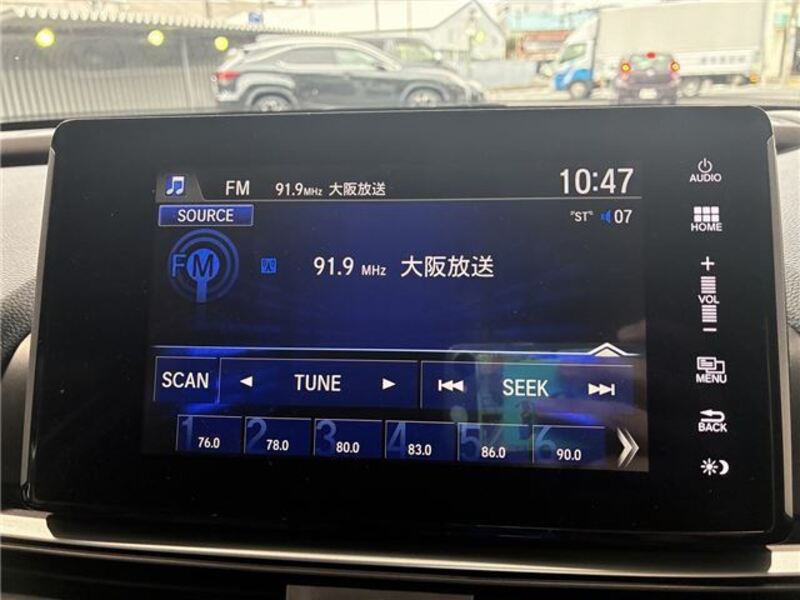 FM 91.9MHz 大阪放送 10:47
SOURCE
"ST" 07
FM 91.9 MHz 大阪放送
SCAN ◄ TUNE ► ⏮ SEEK ⏭
1 76.0 2 78.0 3 80.0 4 83.0 5 86.0 6 90.0
AUDIO
HOME
+
VOL
−
MENU
BACK